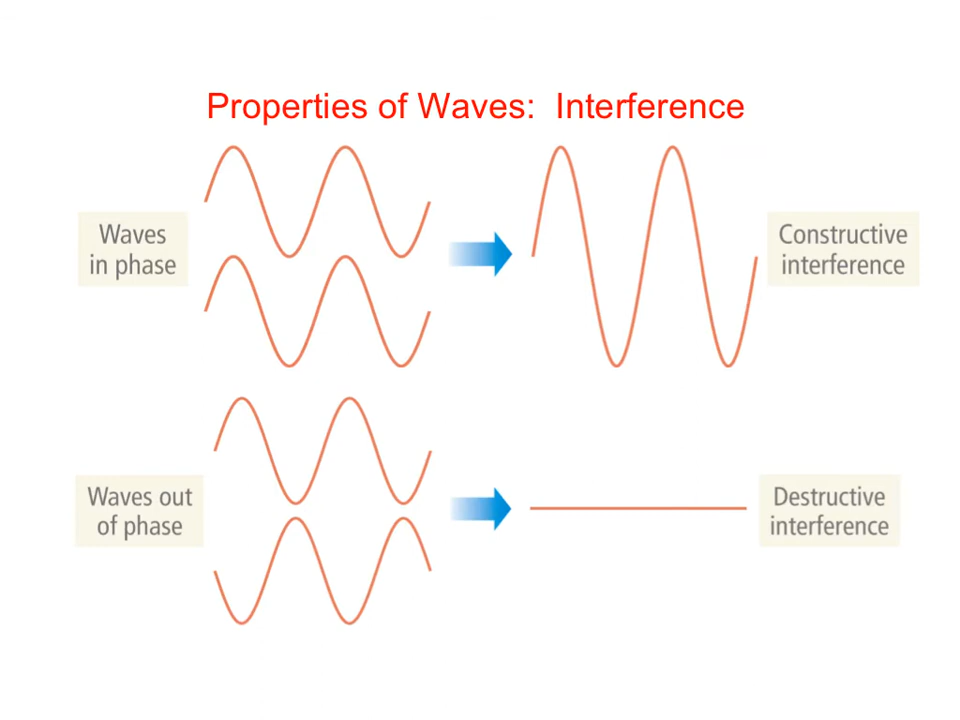 Properties of Waves:  Interference
Waves
in phase
Constructive
interference
Waves out
of phase
Destructive
interference